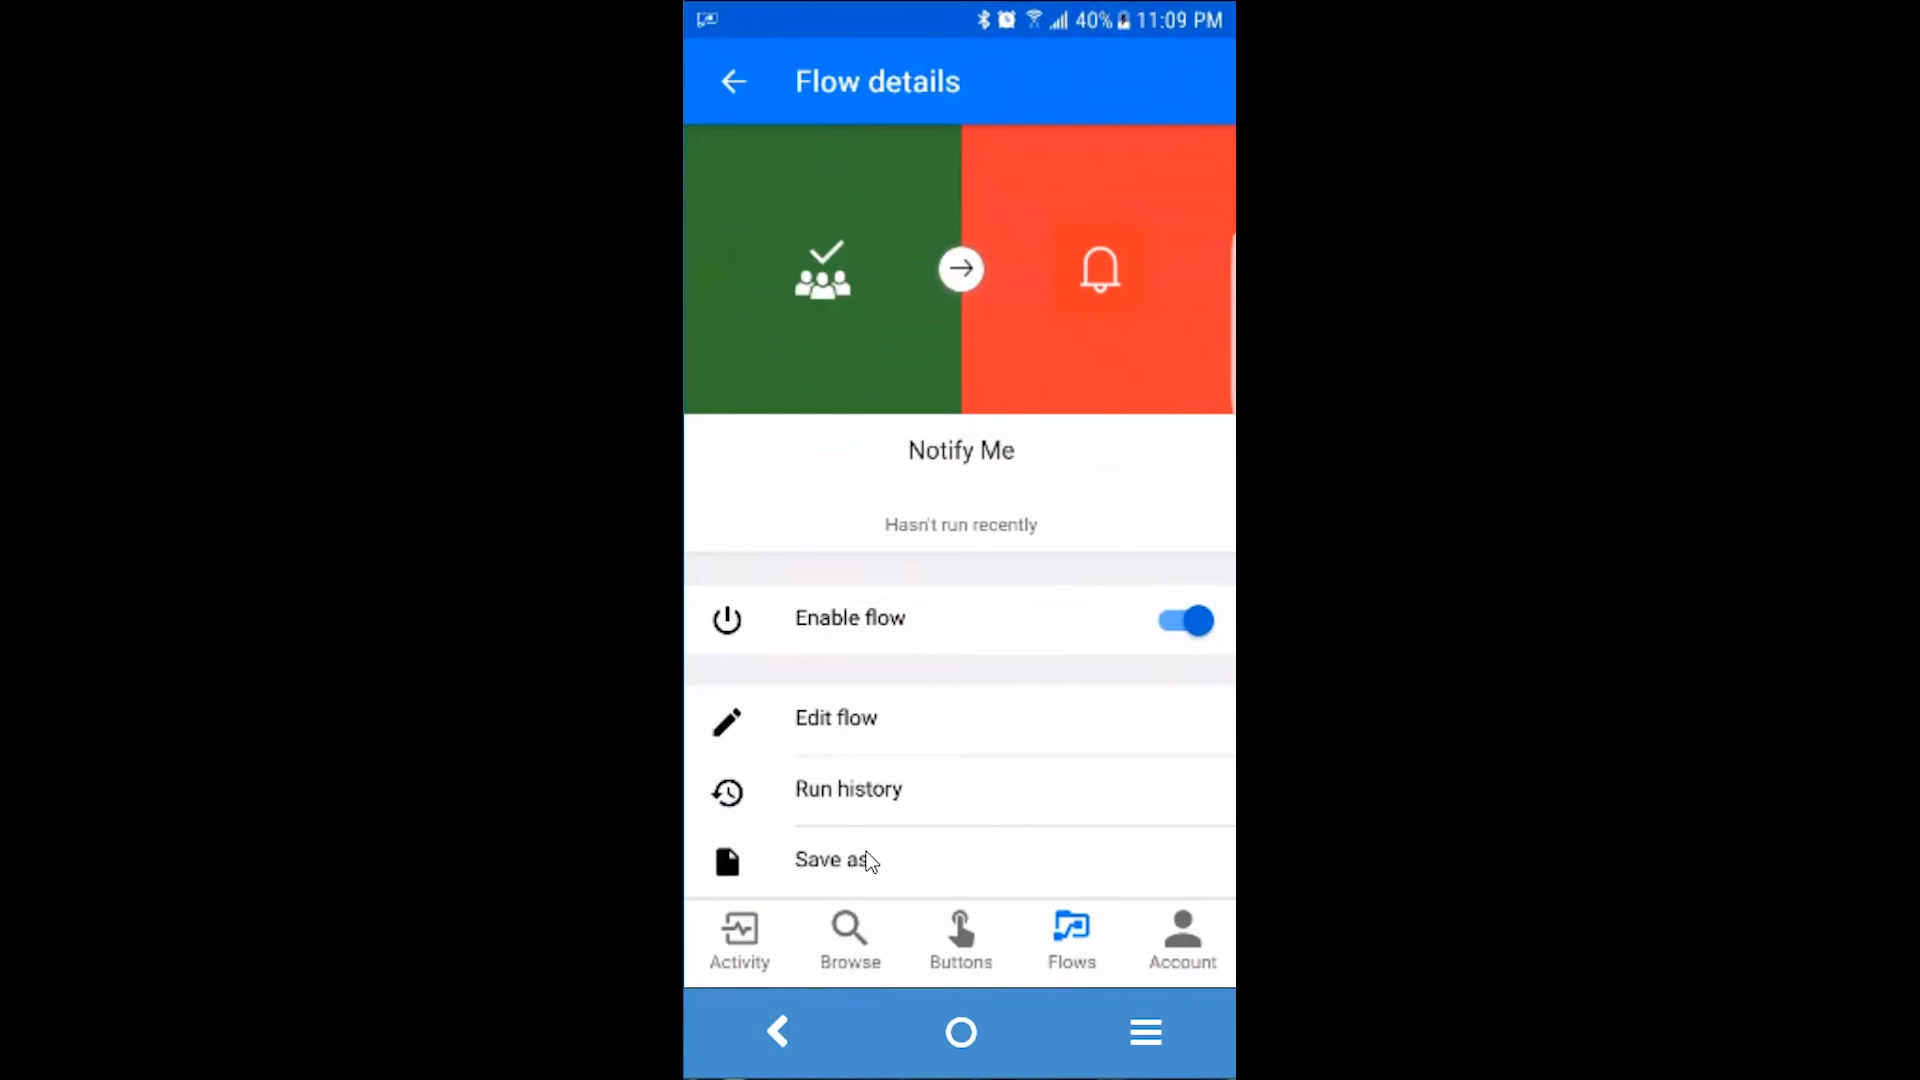 40% 11:09 PM
Flow details
Notify Me
Hasn't run recently
Enable flow
Edit flow
Run history
Save as
Activity Browse Buttons Flows Account